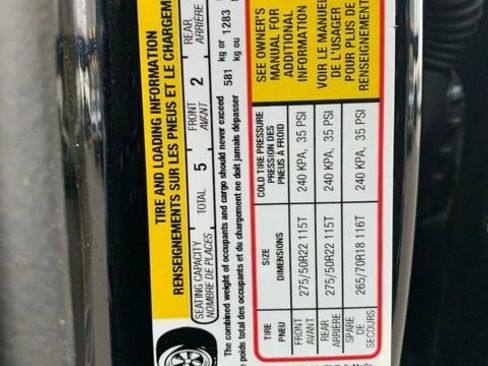 TIRE AND LOADING INFORMATION
RENSEIGNEMENTS SUR LES PNEUS ET LE CHARGEM
SEATING CAPACITY TOTAL 5 FRONT 2 REAR
NOMBRE DE PLACES AVANT ARRIÈRE
The combined weight of occupants and cargo should never exceed 581 kg or 1283
poids total des occupants et du chargement ne doit jamais dépasser kg ou
TIRE SIZE COLD TIRE PRESSURE
PNEU DIMENSIONS PRESSION DES
PNEUS A FROID
FRONT 275/50R22 115T 240 KPA, 35 PSI
AVANT
REAR 275/50R22 115T 240 KPA, 35 PSI
ARRIÈRE
SPARE 265/70R18 116T 240 KPA, 35 PSI
DE
SECOURS
SEE OWNER'S
MANUAL FOR
ADDITIONAL
INFORMATION
VOIR LE MANUEL
DE L'USAGER
POUR PLUS DE
RENSEIGNEMENT